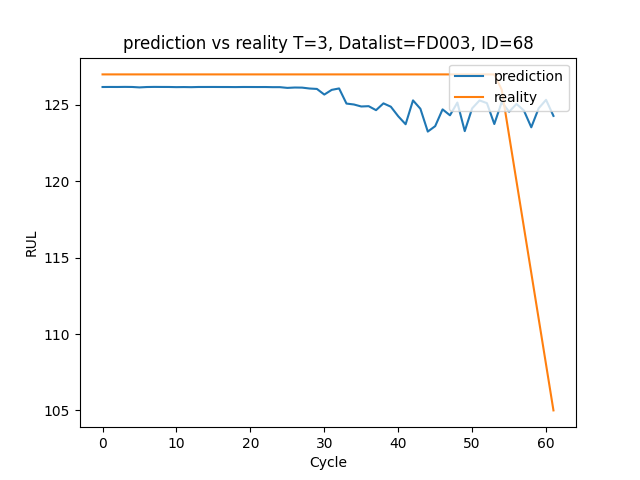 prediction vs reality T=3, Datalist=FD003, ID=68
prediction
reality
125
120
115
110
105
RUL
0 10 20 30 40 50 60
Cycle